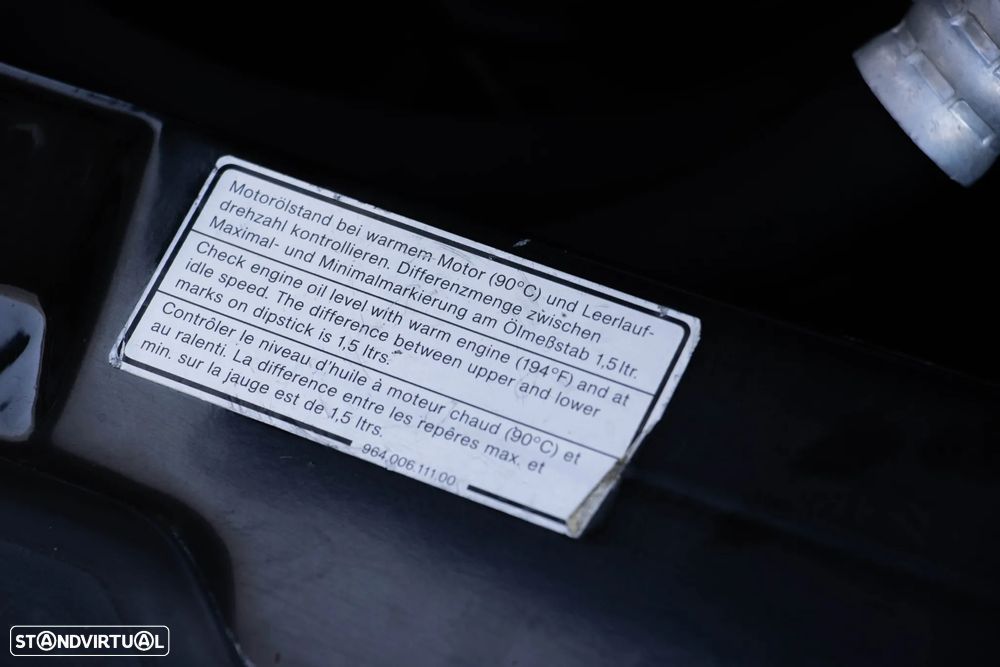 Motorölstand bei warmem Motor (90°C) und Leerlauf-
drehzahl kontrollieren. Differenzmenge zwischen
Maximal- und Minimalmarkierung am Ölmeßstab 1,5 ltr.
Check engine oil level with warm engine (194°F) and at
idle speed. The difference between upper and lower
marks on dipstick is 1,5 ltrs.
Contrôler le niveau d'huile à moteur chaud (90°C) et
au ralenti. La différence entre les repêres max. et
min. sur la jauge est de 1,5 ltrs.
964.006.111.00
STANDVIRTUAL